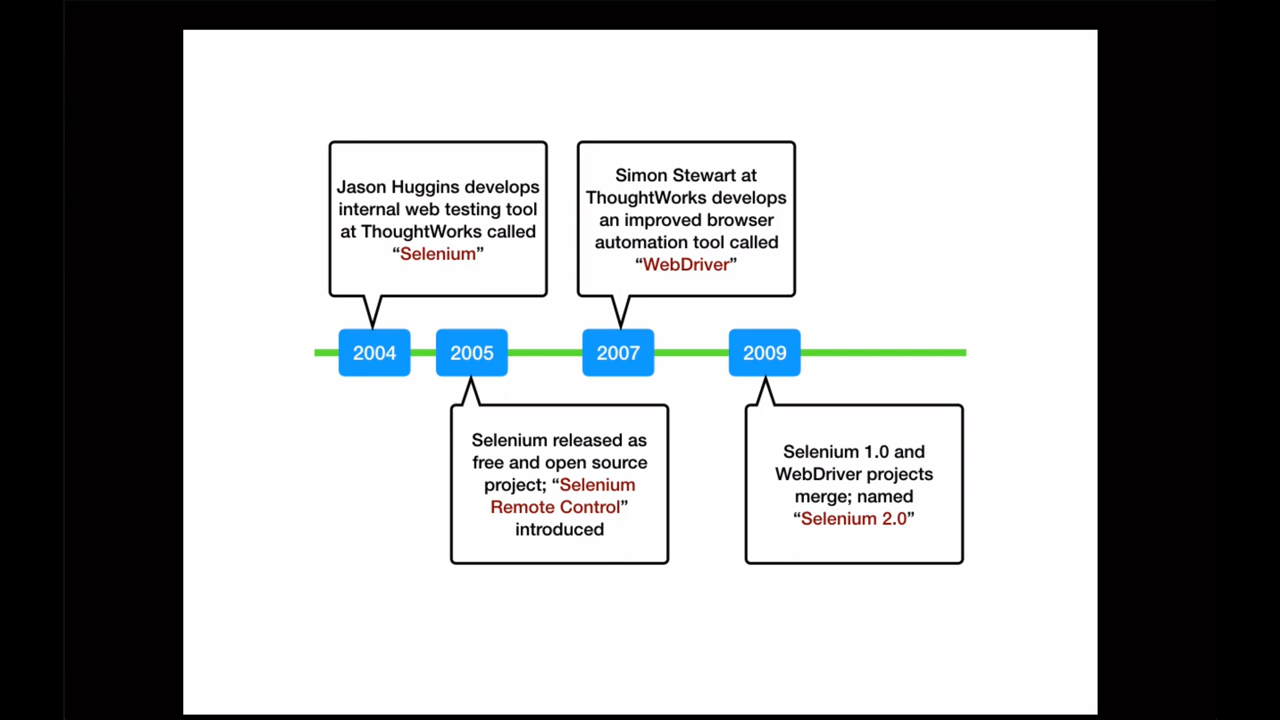 Jason Huggins develops
internal web testing tool
at ThoughtWorks called
“Selenium”
Simon Stewart at
ThoughtWorks develops
an improved browser
automation tool called
“WebDriver”
2004
2005
2007
2009
Selenium released as
free and open source
project; “Selenium
Remote Control”
introduced
Selenium 1.0 and
WebDriver projects
merge; named
“Selenium 2.0”